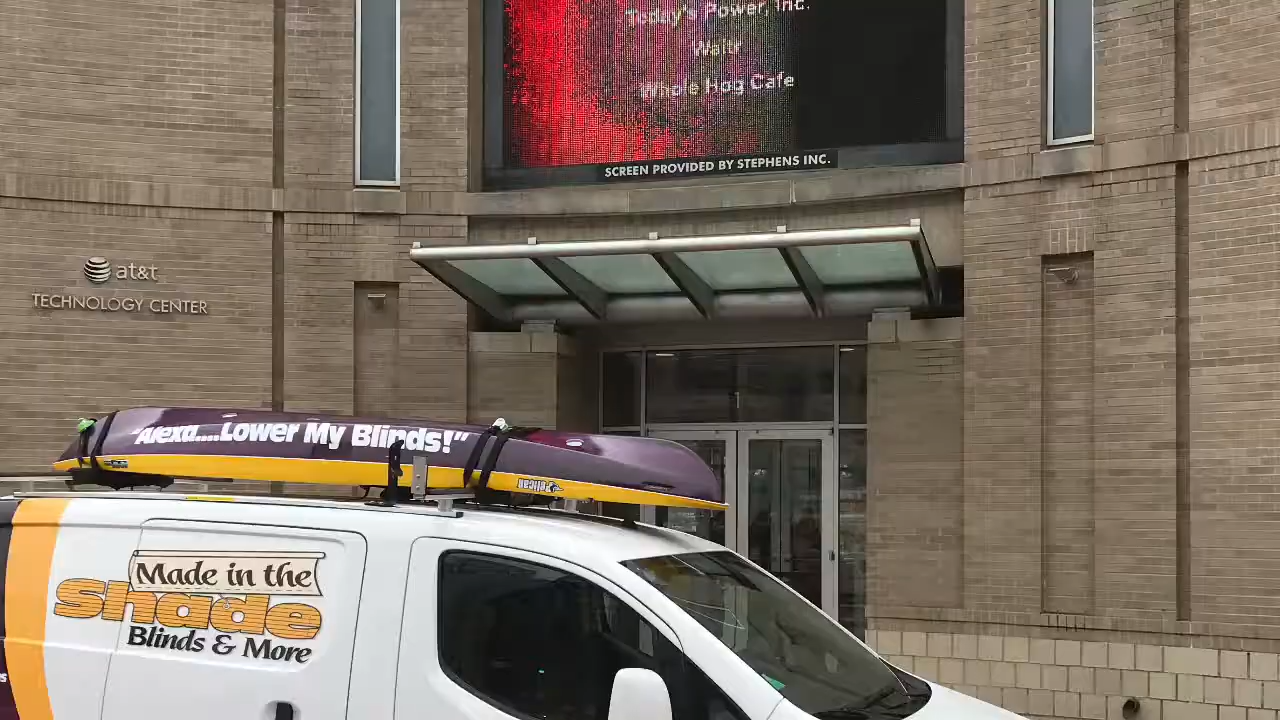 Today's Power, Inc.
Waitr
Whole Hog Cafe
SCREEN PROVIDED BY STEPHENS INC.
at&t
TECHNOLOGY CENTER
"Alexa....Lower My Blinds!"
Pelican
Made in the
Shade
Blinds & More